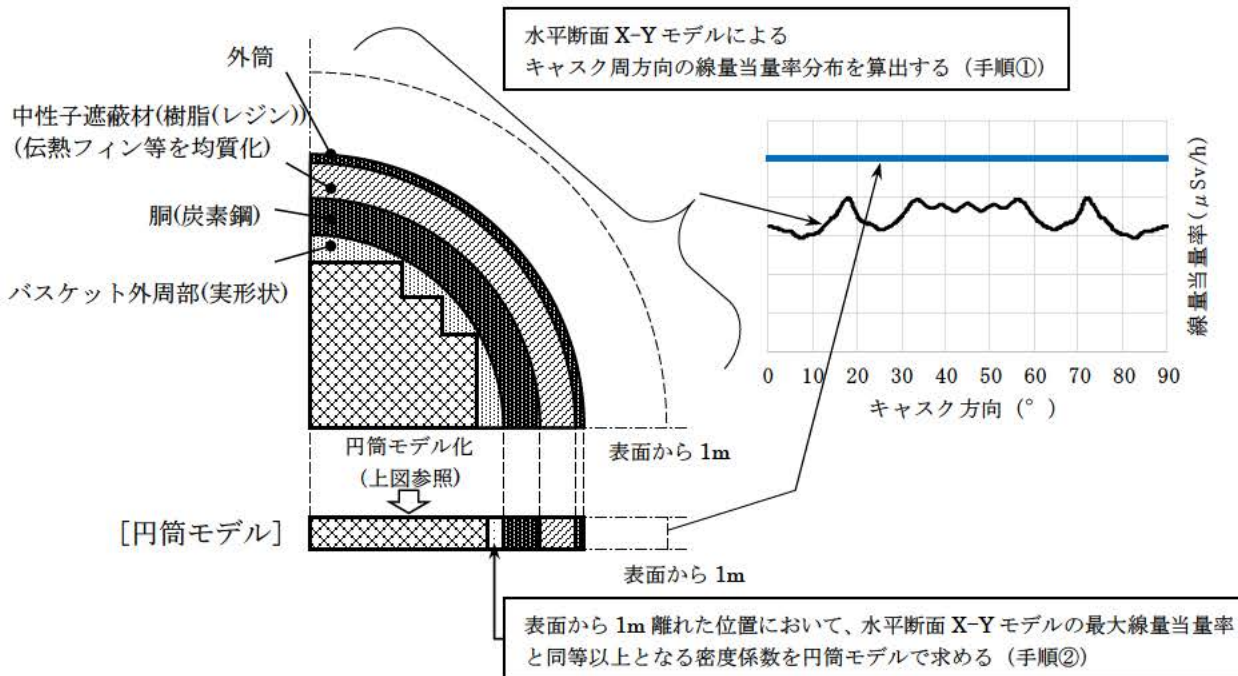 水平断面 X-Y モデルによる
キャスク周方向の線量当量率分布を算出する (手順①)
外筒
中性子遮蔽材(樹脂(レジン))
(伝熱フィン等を均質化)
胴(炭素鋼)
バスケット外周部(実形状)
線量当量率(μSv/h)
0 10 20 30 40 50 60 70 80 90
キャスク方向 (°)
表面から 1m
円筒モデル化
(上図参照)
[円筒モデル]
表面から 1m
表面から 1m 離れた位置において、水平断面 X-Y モデルの最大線量当量率
と同等以上となる密度係数を円筒モデルで求める (手順②)